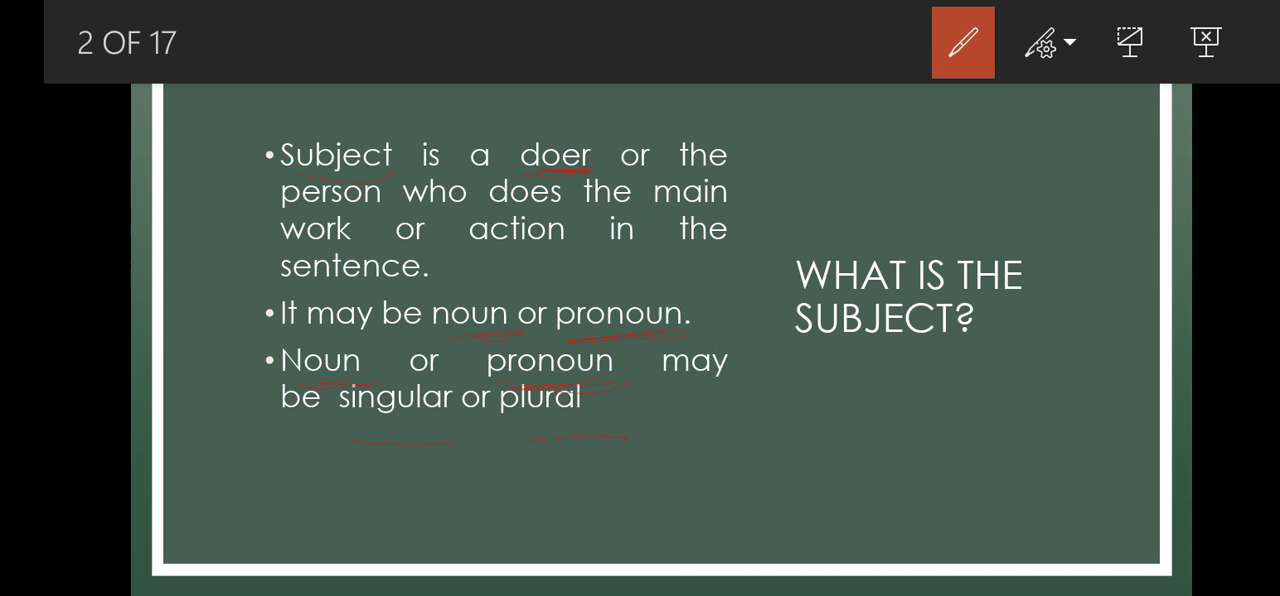 2 OF 17
• Subject is a doer or the
person who does the main
work or action in the
sentence.
• It may be noun or pronoun.
• Noun or pronoun may
be singular or plural
WHAT IS THE
SUBJECT?